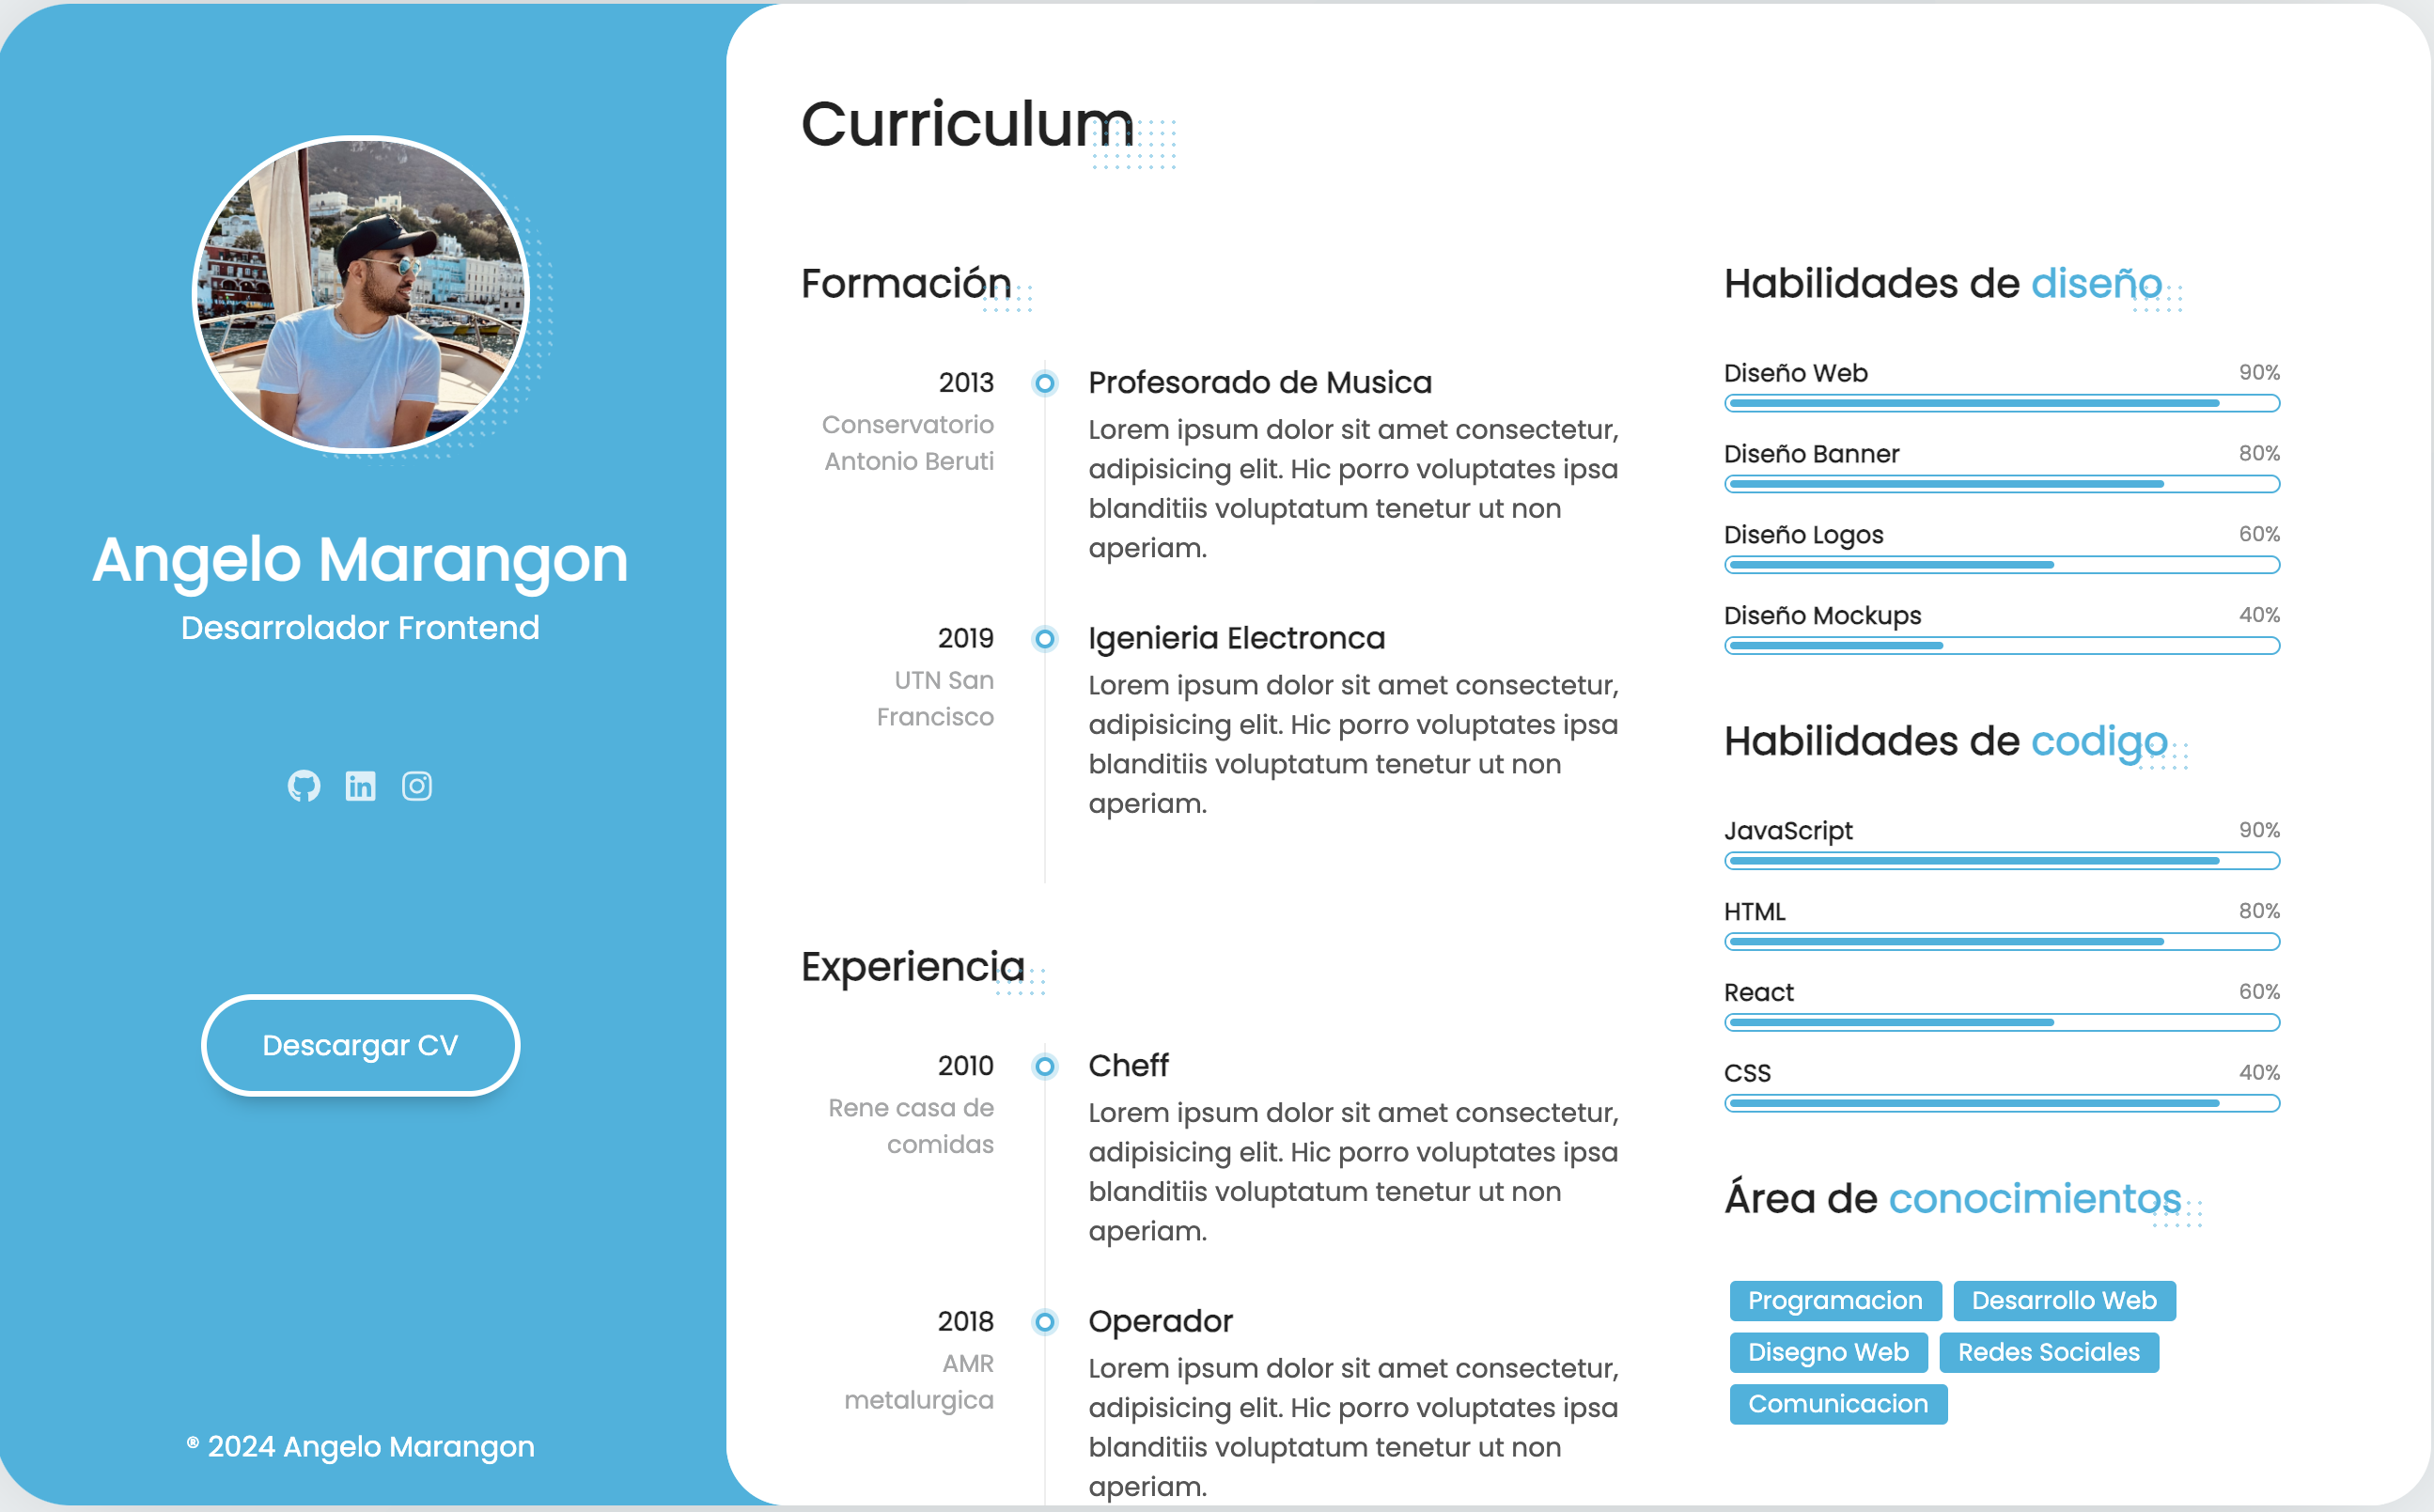 Angelo Marangon
Desarrolador Frontend
Descargar CV
® 2024 Angelo Marangon
Curriculum
Formación
2013
Conservatorio
Antonio Beruti
Profesorado de Musica
Lorem ipsum dolor sit amet consectetur,
adipisicing elit. Hic porro voluptates ipsa
blanditiis voluptatum tenetur ut non
aperiam.
2019
UTN San
Francisco
Igenieria Electronca
Lorem ipsum dolor sit amet consectetur,
adipisicing elit. Hic porro voluptates ipsa
blanditiis voluptatum tenetur ut non
aperiam.
Experiencia
2010
Rene casa de
comidas
Cheff
Lorem ipsum dolor sit amet consectetur,
adipisicing elit. Hic porro voluptates ipsa
blanditiis voluptatum tenetur ut non
aperiam.
2018
AMR
metalurgica
Operador
Lorem ipsum dolor sit amet consectetur,
adipisicing elit. Hic porro voluptates ipsa
blanditiis voluptatum tenetur ut non
aperiam.
Habilidades de diseño
Diseño Web 90%
Diseño Banner 80%
Diseño Logos 60%
Diseño Mockups 40%
Habilidades de codigo
JavaScript 90%
HTML 80%
React 60%
CSS 40%
Área de conocimientos
Programacion Desarrollo Web
Disegno Web Redes Sociales
Comunicacion